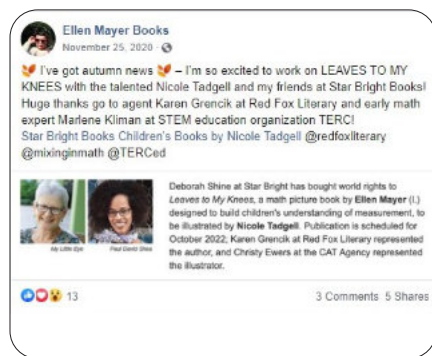 Ellen Mayer Books
November 25, 2020 ·
🍂 I've got autumn news 🍂 – I'm so excited to work on LEAVES TO MY
KNEES with the talented Nicole Tadgell and my friends at Star Bright Books!
Huge thanks go to agent Karen Grencik at Red Fox Literary and early math
expert Marlene Kliman at STEM education organization TERC!
Star Bright Books Children's Books by Nicole Tadgell @redfoxliterary
@mixinginmath @TERCed
Deborah Shine at Star Bright has bought world rights to
Leaves to My Knees, a math picture book by Ellen Mayer (l.)
designed to build children's understanding of measurement, to
be illustrated by Nicole Tadgell. Publication is scheduled for
October 2022; Karen Grencik at Red Fox Literary represented
the author, and Christy Ewers at the CAT Agency represented
the illustrator.
My Little Eye
Paul David Shea
13
3 Comments 5 Shares